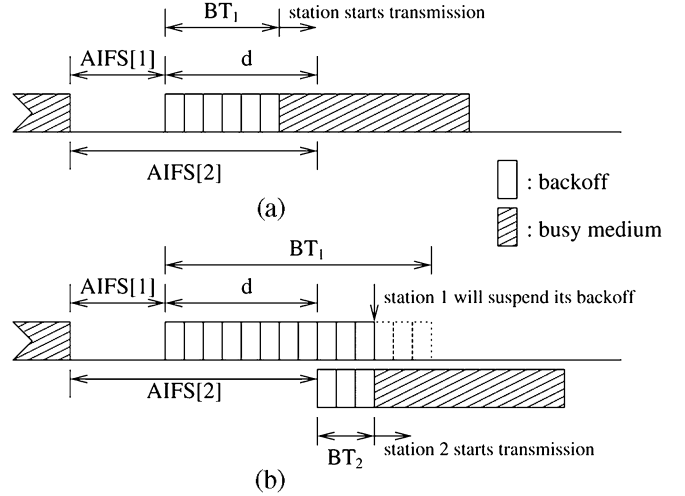 BT1
station starts transmission
AIFS[1]
d
AIFS[2]
(a)
: backoff
: busy medium
BT1
AIFS[1]
d
station 1 will suspend its backoff
AIFS[2]
BT2
station 2 starts transmission
(b)